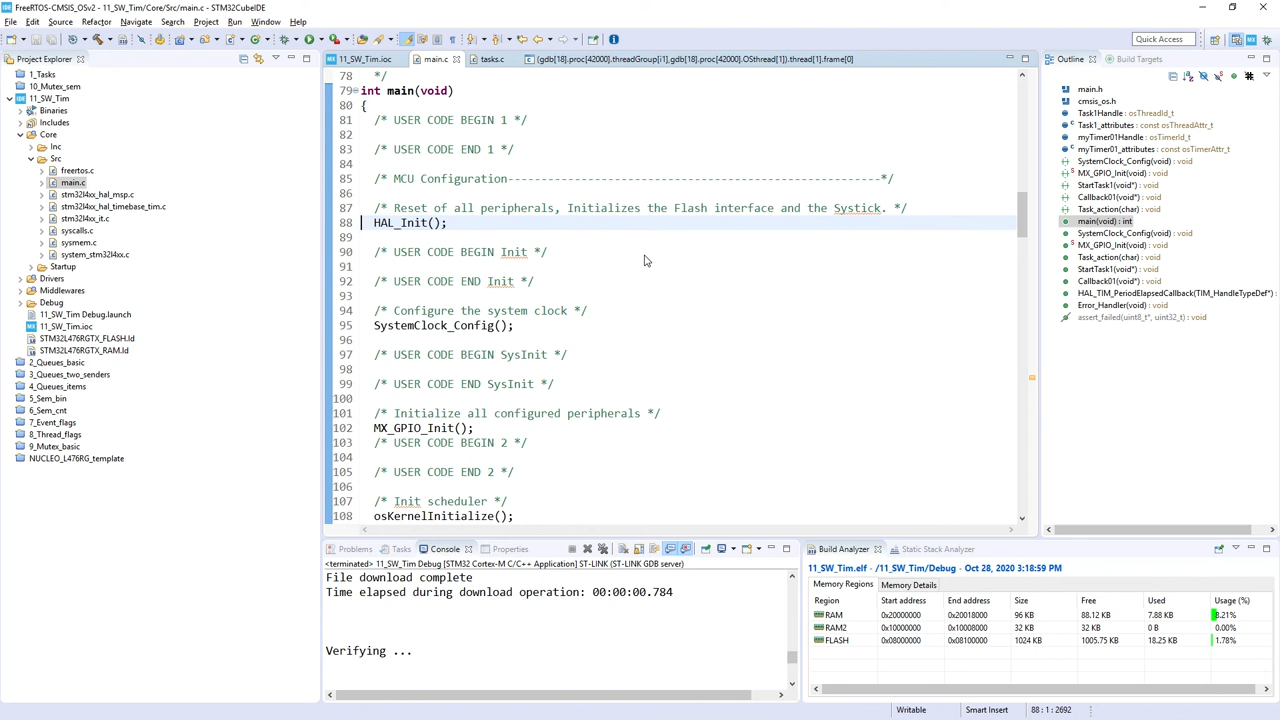 FreeRTOS-CMSIS_OSv2 - 11_SW_Tim/Core/Src/main.c - STM32CubeIDE
File Edit Source Refactor Navigate Search Project Run Window Help
Quick Access
Project Explorer
1_Tasks
10_Mutex_sem
11_SW_Tim
Binaries
Includes
Core
Inc
Src
freertos.c
main.c
stm32l4xx_hal_msp.c
stm32l4xx_hal_timebase_tim.c
stm32l4xx_it.c
syscalls.c
sysmem.c
system_stm32l4xx.c
Startup
Drivers
Middlewares
Debug
11_SW_Tim Debug.launch
11_SW_Tim.ioc
STM32L476RGTX_FLASH.ld
STM32L476RGTX_RAM.ld
2_Queues_basic
3_Queues_two_senders
4_Queues_items
5_Sem_bin
6_Sem_cnt
7_Event_flags
8_Thread_flags
9_Mutex_basic
NUCLEO_L476RG_template
11_SW_Tim.ioc main.c tasks.c (gdb[18].proc[42000].threadGroup[i1],gdb[18].proc[42000].OSthread[1]).thread[1].frame[0]
78 */
79 int main(void)
80 {
81 /* USER CODE BEGIN 1 */
82
83 /* USER CODE END 1 */
84
85 /* MCU Configuration--------------------------------------------------------*/
86
87 /* Reset of all peripherals, Initializes the Flash interface and the Systick. */
88 HAL_Init();
89
90 /* USER CODE BEGIN Init */
91
92 /* USER CODE END Init */
93
94 /* Configure the system clock */
95 SystemClock_Config();
96
97 /* USER CODE BEGIN SysInit */
98
99 /* USER CODE END SysInit */
100
101 /* Initialize all configured peripherals */
102 MX_GPIO_Init();
103 /* USER CODE BEGIN 2 */
104
105 /* USER CODE END 2 */
106
107 /* Init scheduler */
108 osKernelInitialize();
Outline Build Targets
main.h
cmsis_os.h
Task1Handle : osThreadId_t
Task1_attributes : const osThreadAttr_t
myTimer01Handle : osTimerId_t
myTimer01_attributes : const osTimerAttr_t
SystemClock_Config(void) : void
MX_GPIO_Init(void) : void
StartTask1(void*) : void
Callback01(void*) : void
Task_action(char) : void
main(void) : int
SystemClock_Config(void) : void
MX_GPIO_Init(void) : void
Task_action(char) : void
StartTask1(void*) : void
Callback01(void*) : void
HAL_TIM_PeriodElapsedCallback(TIM_HandleTypeDef*) :
Error_Handler(void) : void
assert_failed(uint8_t*, uint32_t) : void
Problems Tasks Console Properties
<terminated> 11_SW_Tim Debug [STM32 Cortex-M C/C++ Application] ST-LINK (ST-LINK GDB server)
File download complete
Time elapsed during download operation: 00:00:00.784
Verifying ...
Build Analyzer Static Stack Analyzer
11_SW_Tim.elf - /11_SW_Tim/Debug - Oct 28, 2020 3:18:59 PM
Memory Regions Memory Details
Region Start address End address Size Free Used Usage (%)
RAM 0x20000000 0x20018000 96 KB 88.12 KB 7.88 KB 8.21%
RAM2 0x10000000 0x10008000 32 KB 32 KB 0 B 0.00%
FLASH 0x08000000 0x08100000 1024 KB 1005.75 KB 18.25 KB 1.78%
Writable Smart Insert 88 : 1 : 2692